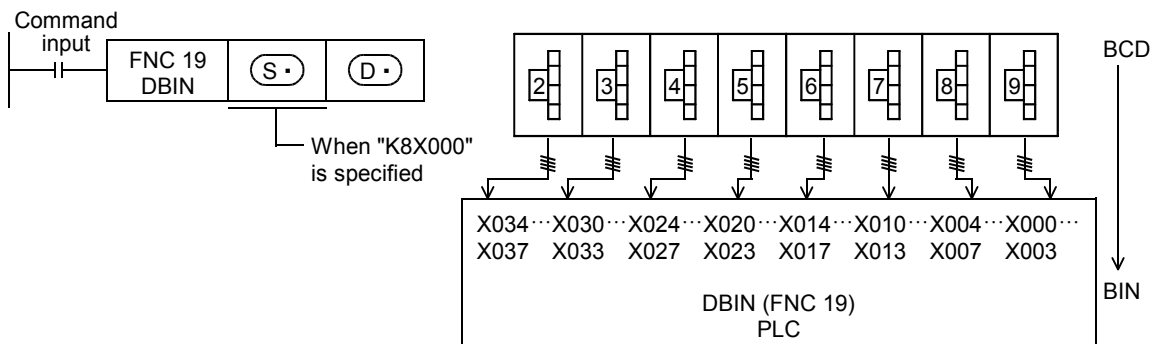 Command
input
FNC 19
DBIN
S・
D・
When "K8X000"
is specified
2 3 4 5 6 7 8 9
BCD
X034⋯X030⋯X024⋯X020⋯X014⋯X010⋯X004⋯X000⋯
X037 X033 X027 X023 X017 X013 X007 X003
BIN
DBIN (FNC 19)
PLC